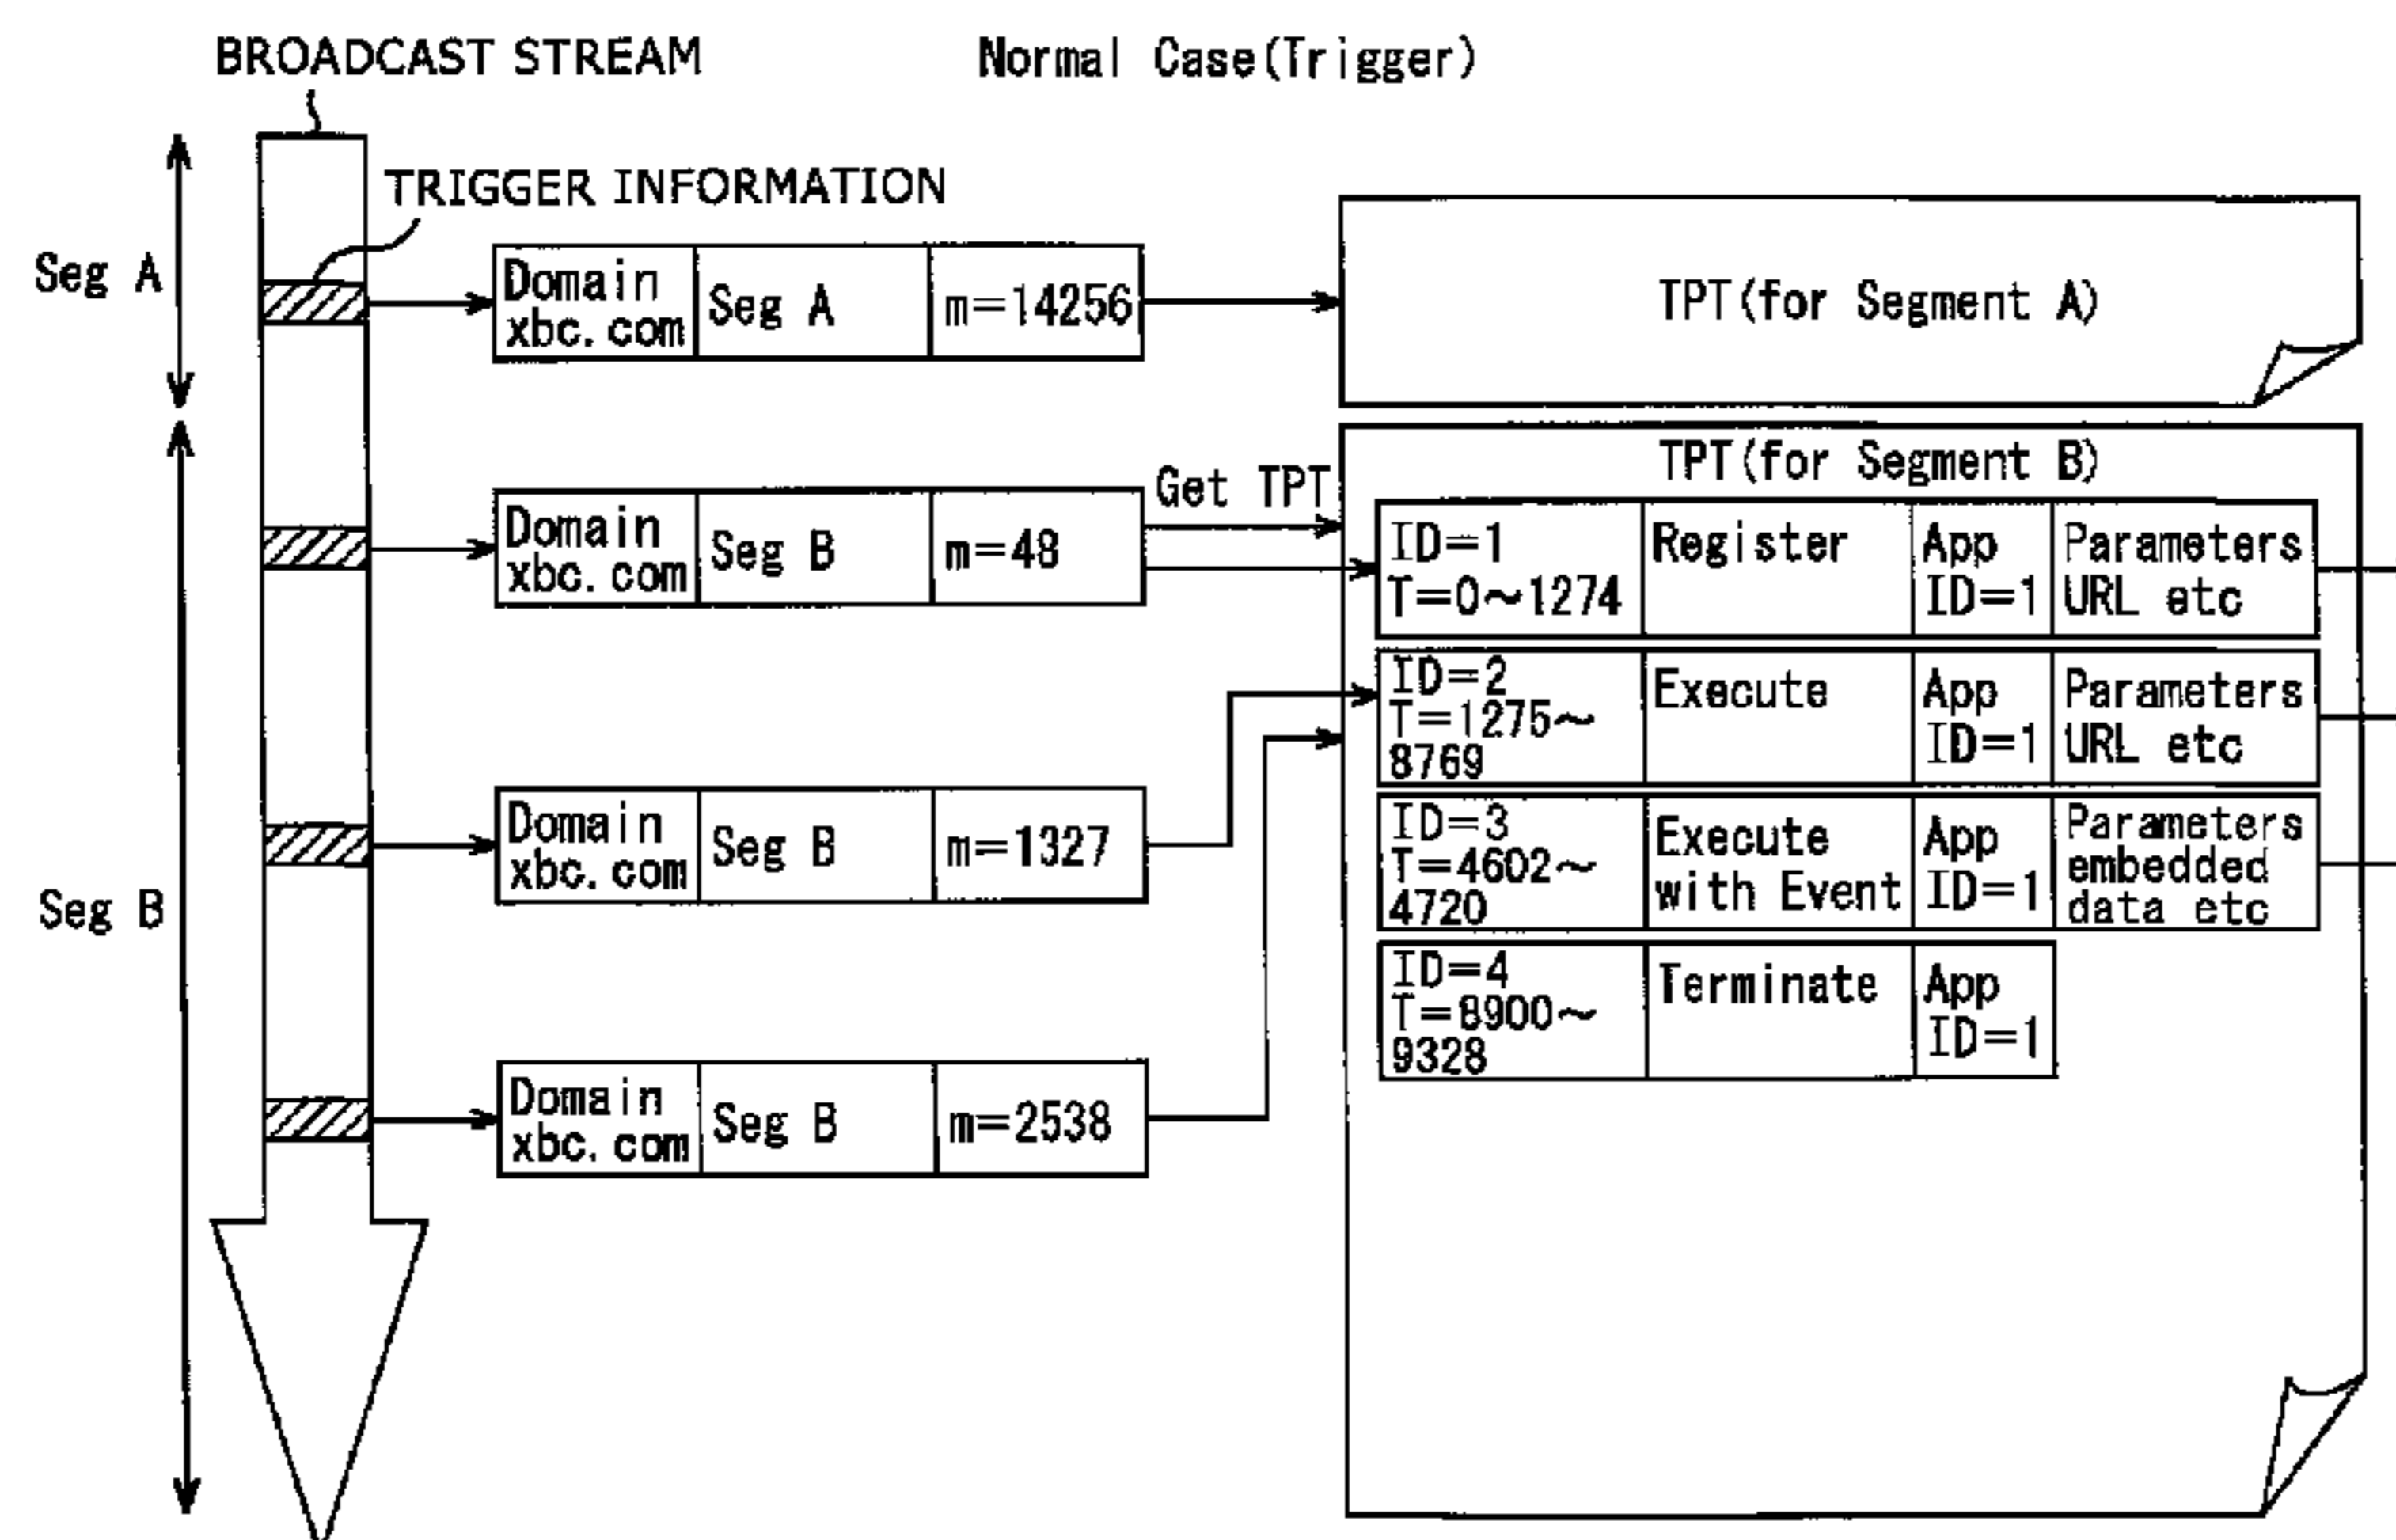 BROADCAST STREAM
Normal Case(Trigger)
TRIGGER INFORMATION
Seg A
Domain
xbc.com
Seg A
m=14256
TPT(for Segment A)
Seg B
Domain
xbc.com
Seg B
m=48
Get TPT
TPT(for Segment B)
ID=1
T=0~1274
Register
App
ID=1
Parameters
URL etc
Domain
xbc.com
Seg B
m=1327
ID=2
T=1275~
8769
Execute
App
ID=1
Parameters
URL etc
ID=3
T=4602~
4720
Execute
with Event
App
ID=1
Parameters
embedded
data etc
Domain
xbc.com
Seg B
m=2538
ID=4
T=8900~
9328
Terminate
App
ID=1